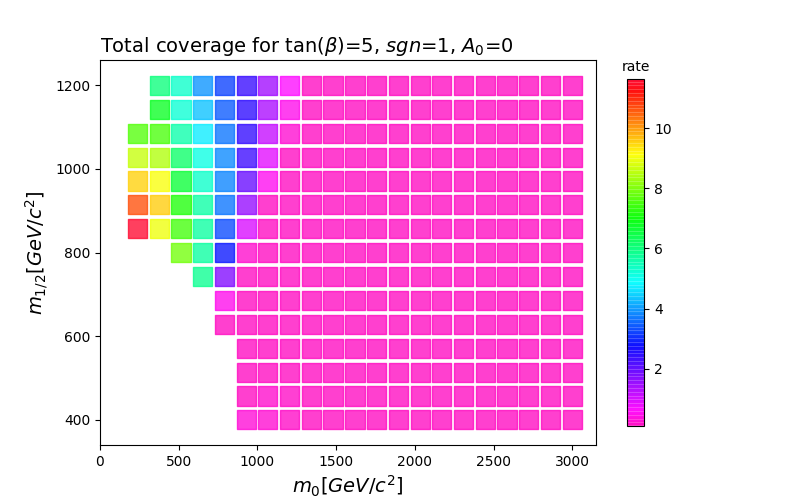 Total coverage for tan(β)=5, sgn=1, A₀=0
rate
1200
1000
800
600
400
10
8
6
4
2
m₁/₂[GeV/c²]
0 500 1000 1500 2000 2500 3000
m₀[GeV/c²]